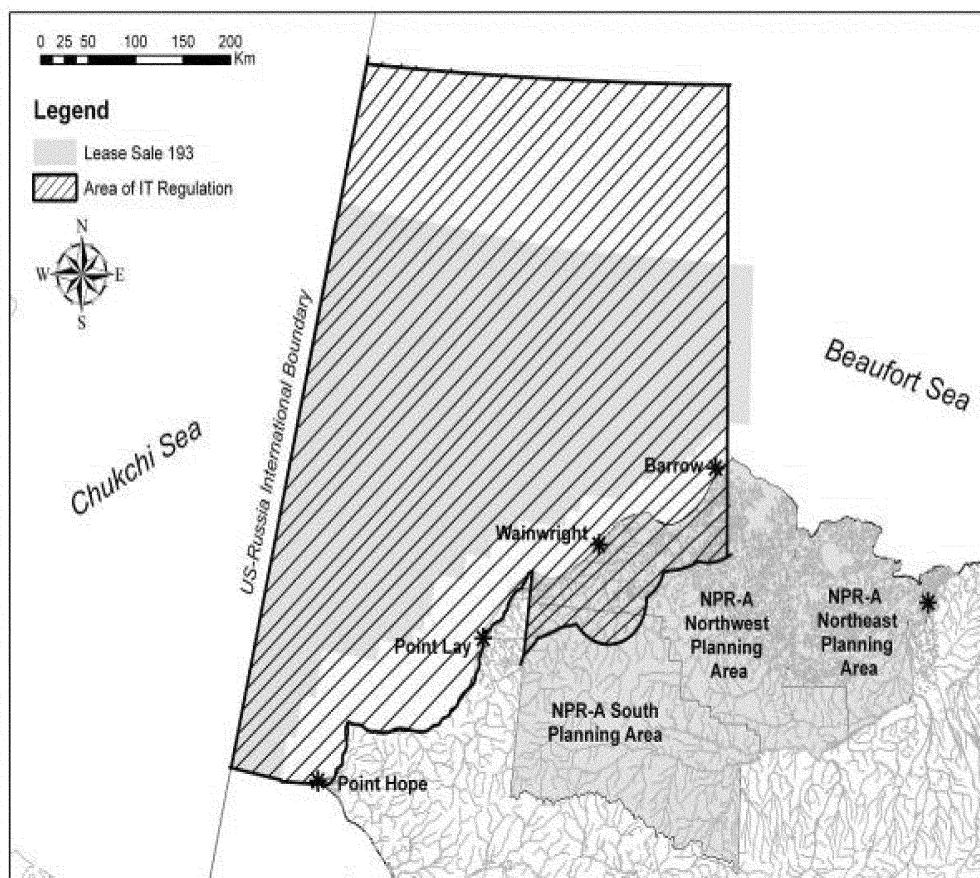 0 25 50 100 150 200
Km
Legend
Lease Sale 193
Area of IT Regulation
N
W E
S
US-Russia International Boundary
Beaufort Sea
Chukchi Sea
Barrow
Wainwright
NPR-A
Northwest
Planning
Area
NPR-A
Northeast
Planning
Area
Point Lay
NPR-A South
Planning Area
Point Hope